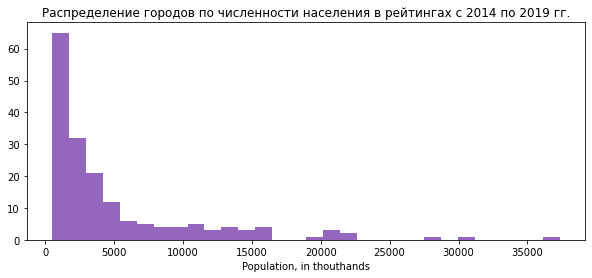 Распределение городов по численности населения в рейтингах с 2014 по 2019 гг.
60
50
40
30
20
10
0
0 5000 10000 15000 20000 25000 30000 35000
Population, in thouthands